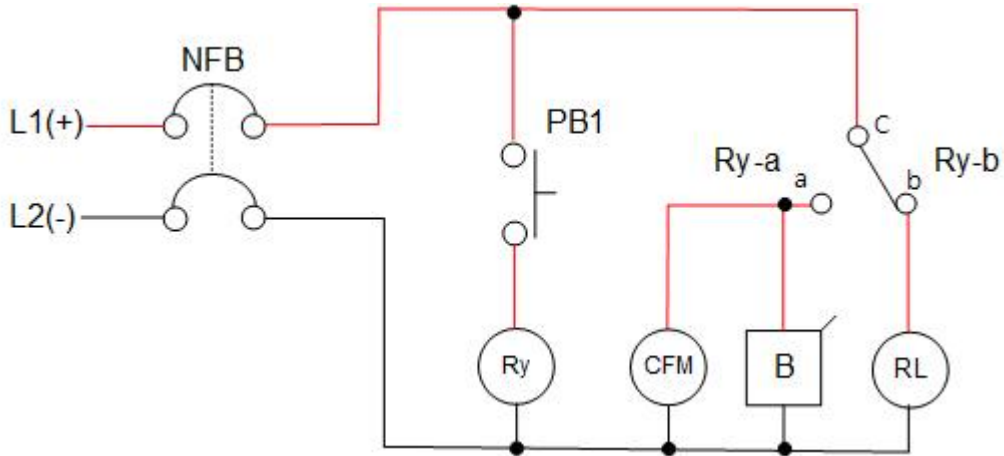 NFB
L1(+)
L2(-)
PB1
C
Ry-a
a
b
Ry-b
Ry
CFM
B
RL